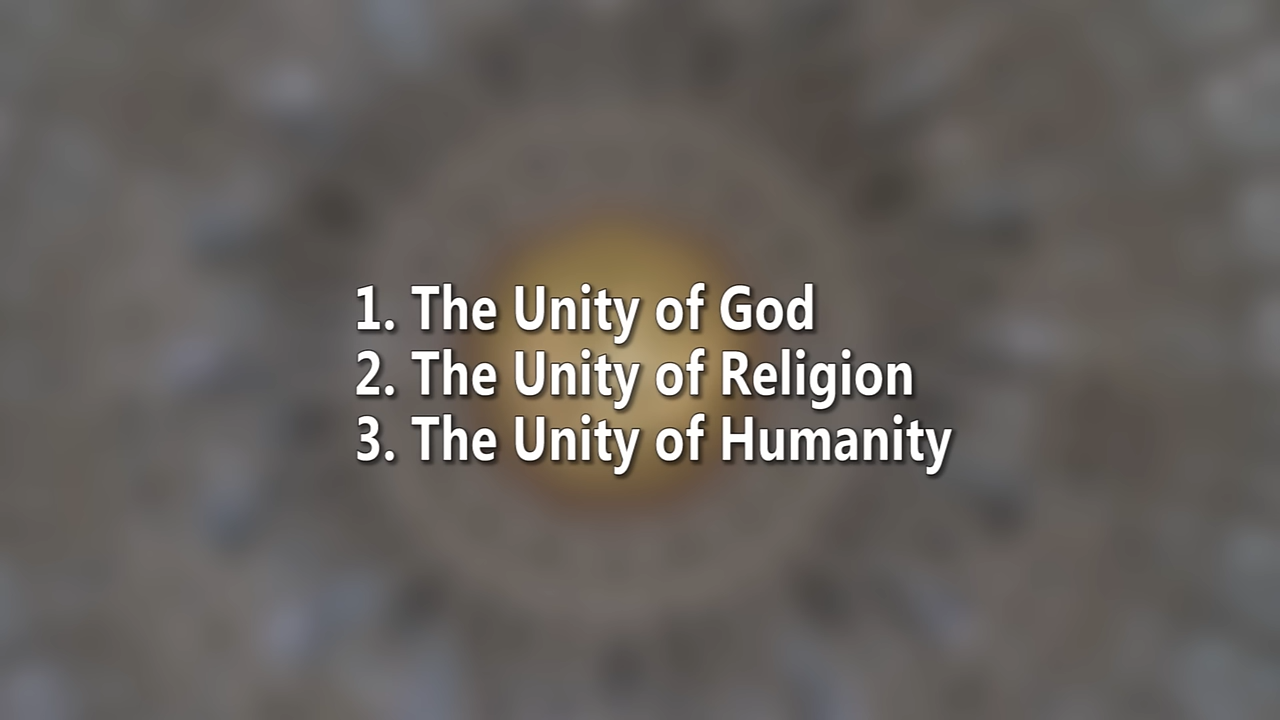 1. The Unity of God
2. The Unity of Religion
3. The Unity of Humanity